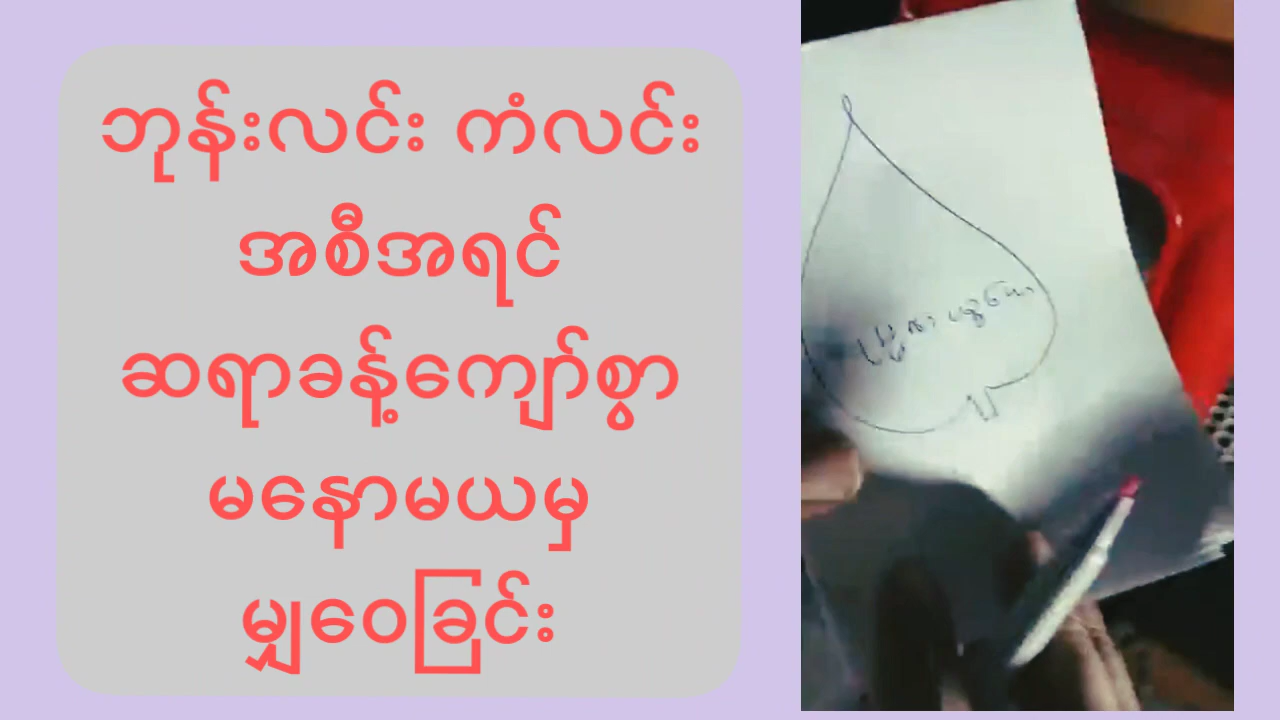 ဘုန်းလင်း ကံလင်း
အစီအရင်
ဆရာခန့်ကျော်စွာ
မနောမယမှ
မျှဝေခြင်း